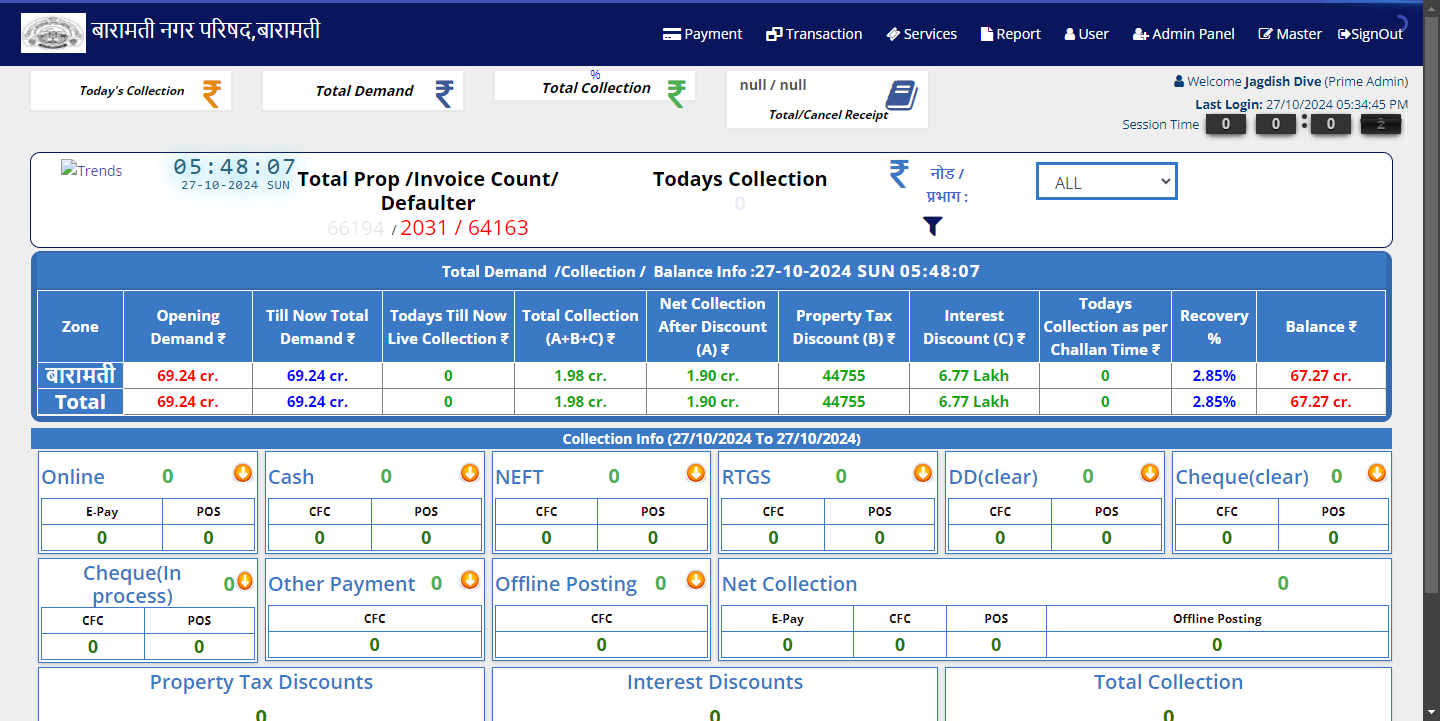 बारामती नगर परिषद,बारामती
Payment Transaction Services Report User Admin Panel Master SignOut
Today's Collection
Total Demand
%
Total Collection
null / null
Total/Cancel Receipt
Welcome Jagdish Dive (Prime Admin)
Last Login: 27/10/2024 05:34:45 PM
Session Time 0 0 : 0 2
Trends
05:48:07
27-10-2024 SUN
Total Prop /Invoice Count/
Defaulter
66194 / 2031 / 64163
Todays Collection
0
₹
नोड /
प्रभाग :
ALL
Total Demand /Collection / Balance Info :27-10-2024 SUN 05:48:07
Zone
Opening
Demand ₹
Till Now Total
Demand ₹
Todays Till Now
Live Collection ₹
Total Collection
(A+B+C) ₹
Net Collection
After Discount
(A) ₹
Property Tax
Discount (B) ₹
Interest
Discount (C) ₹
Todays
Collection as per
Challan Time ₹
Recovery
%
Balance ₹
बारामती 69.24 cr. 69.24 cr. 0 1.98 cr. 1.90 cr. 44755 6.77 Lakh 0 2.85% 67.27 cr.
Total 69.24 cr. 69.24 cr. 0 1.98 cr. 1.90 cr. 44755 6.77 Lakh 0 2.85% 67.27 cr.
Collection Info (27/10/2024 To 27/10/2024)
Online 0
E-Pay POS
0 0
Cash 0
CFC POS
0 0
NEFT 0
CFC POS
0 0
RTGS 0
CFC POS
0 0
DD(clear) 0
CFC POS
0 0
Cheque(clear) 0
CFC POS
0 0
Cheque(In
process) 0
CFC POS
0 0
Other Payment 0
CFC
0
Offline Posting 0
CFC
0
Net Collection 0
E-Pay CFC POS Offline Posting
0 0 0 0
Property Tax Discounts
0
Interest Discounts
0
Total Collection
0